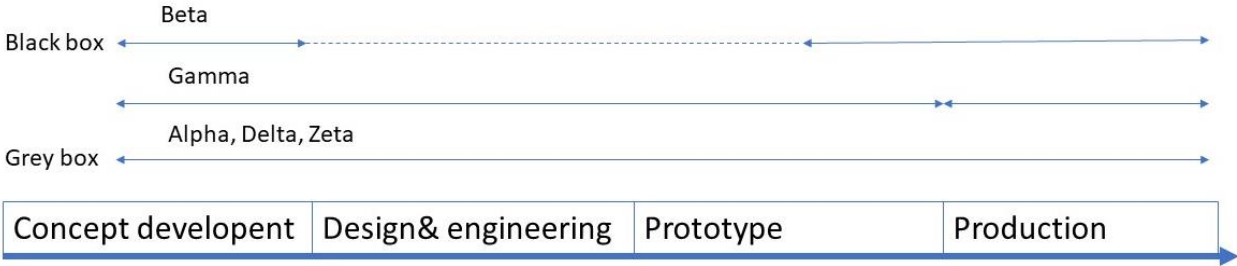 Beta
Black box
Gamma
Alpha, Delta, Zeta
Grey box
Concept developent
Design& engineering
Prototype
Production